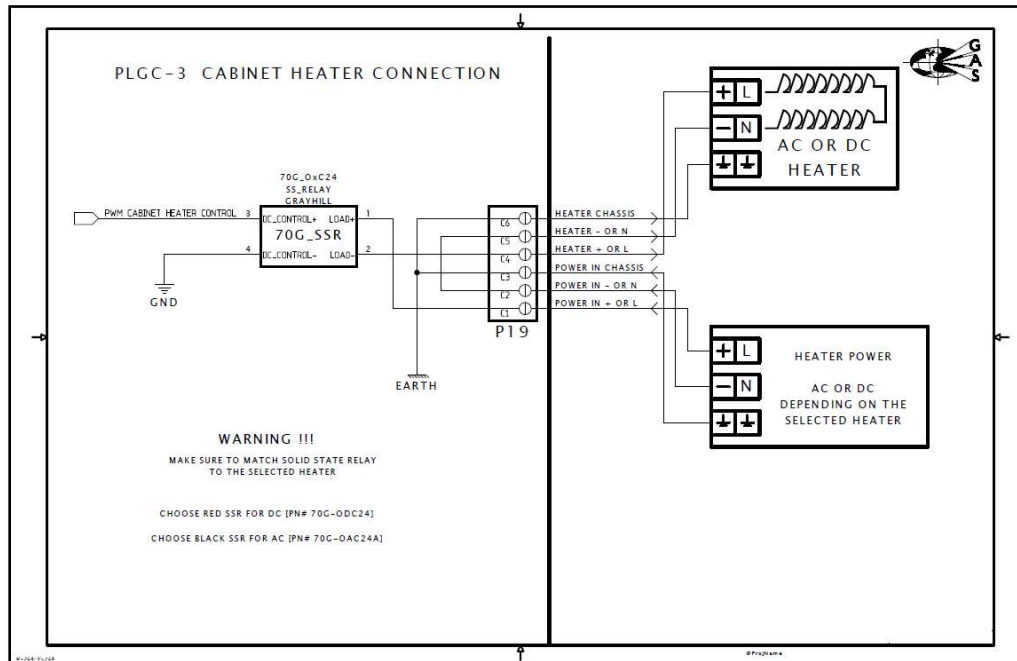 PLGC-3 CABINET HEATER CONNECTION
GAS
+ L
- N
AC OR DC
HEATER
70G_OxC24
SS_RELAY
GRAYHILL
PWM CABINET HEATER CONTROL
3 DC_CONTROL+ LOAD+ 1
70G_SSR
4 DC_CONTROL- LOAD- 2
GND
C6 HEATER CHASSIS
C5 HEATER - OR N
C4 HEATER + OR L
C3 POWER IN CHASSIS
C2 POWER IN - OR N
C1 POWER IN + OR L
P19
EARTH
+ L
- N
HEATER POWER
AC OR DC
DEPENDING ON THE
SELECTED HEATER
WARNING !!!
MAKE SURE TO MATCH SOLID STATE RELAY
TO THE SELECTED HEATER
CHOOSE RED SSR FOR DC [PN# 70G-ODC24]
CHOOSE BLACK SSR FOR AC [PN# 70G-OAC24A]
@ProjName